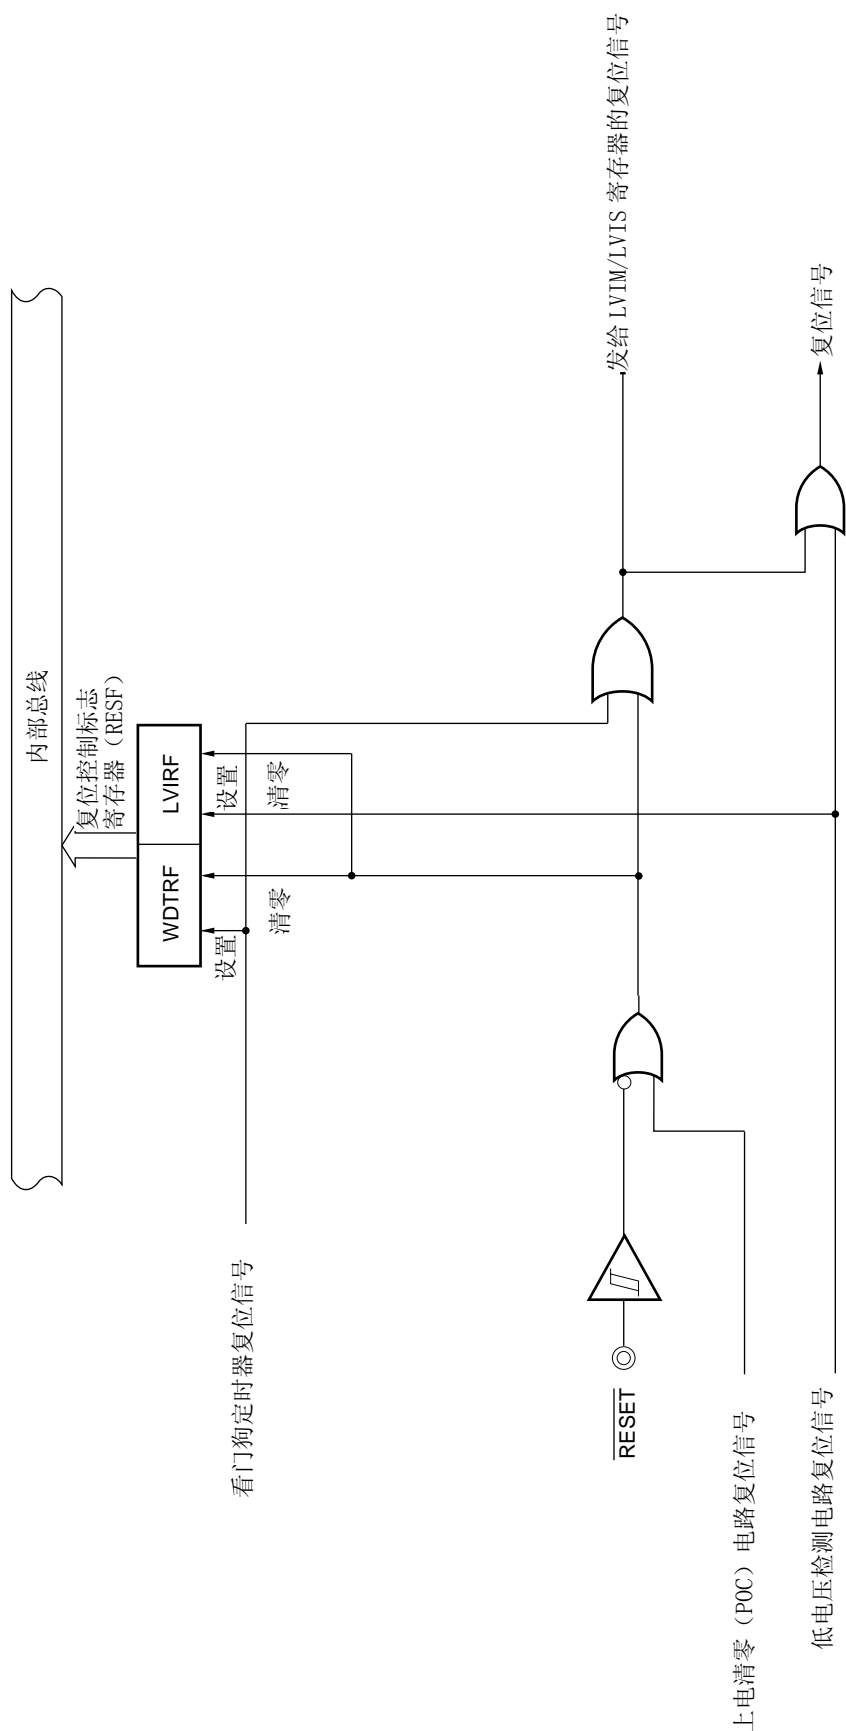 内部总线
复位控制标志
寄存器（RESF）
WDTRF
LVIRF
设置
清零
设置
清零
看门狗定时器复位信号
RESET
上电清零（POC）电路复位信号
低电压检测电路复位信号
发给 LVIM/LVIS 寄存器的复位信号
复位信号